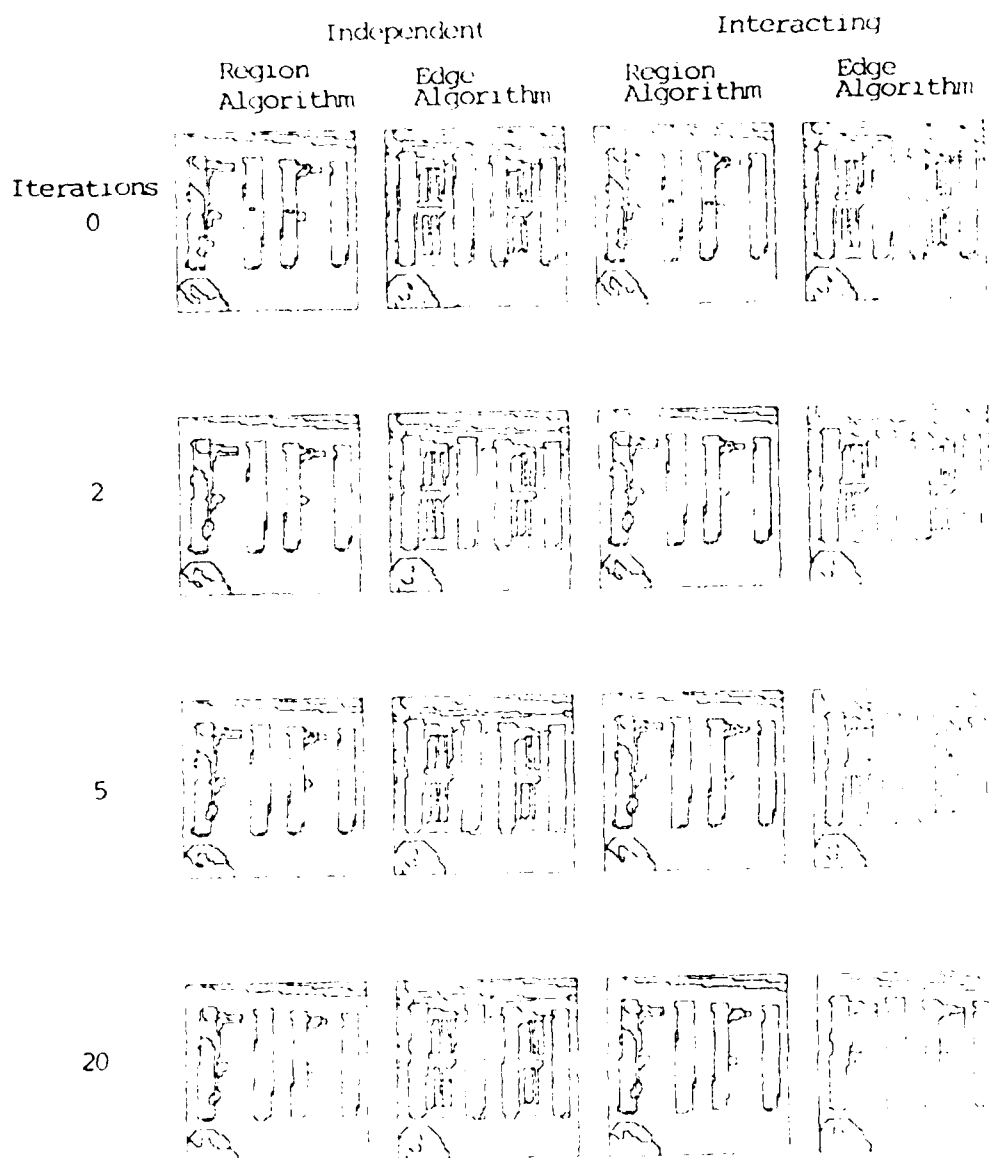 Independent
Interacting
Region
Algorithm
Edge
Algorithm
Region
Algorithm
Edge
Algorithm
Iterations
0
2
5
20